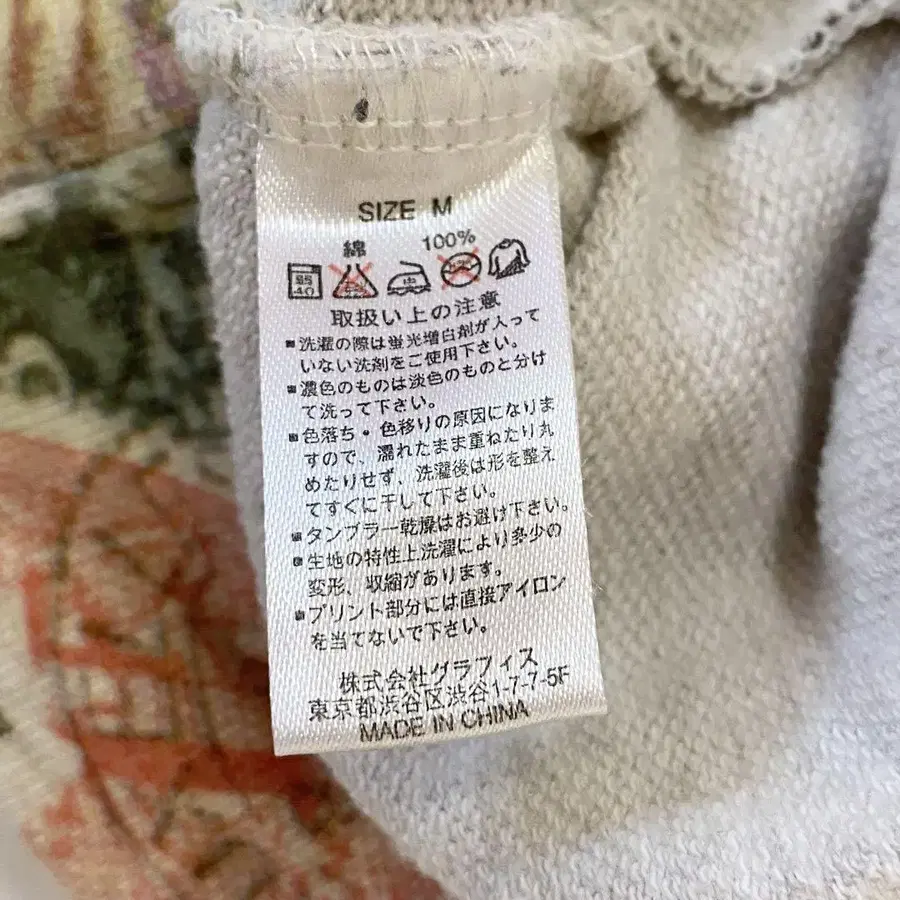 SIZE M
綿 100%
弱 40
取扱い上の注意
■洗濯の際は蛍光増白剤が入って
いない洗剤をご使用下さい。
■濃色のものは淡色のものと分け
て洗って下さい。
■色落ち・色移りの原因になりま
すので、濡れたまま重ねたり丸
めたりせず、洗濯後は形を整え
てすぐに干して下さい。
■タンブラー乾燥はお避け下さい。
■生地の特性上洗濯により多少の
変形、収縮があります。
■プリント部分には直接アイロン
を当てないで下さい。
株式会社グラフィス
東京都渋谷区渋谷1-7-7-5F
MADE IN CHINA